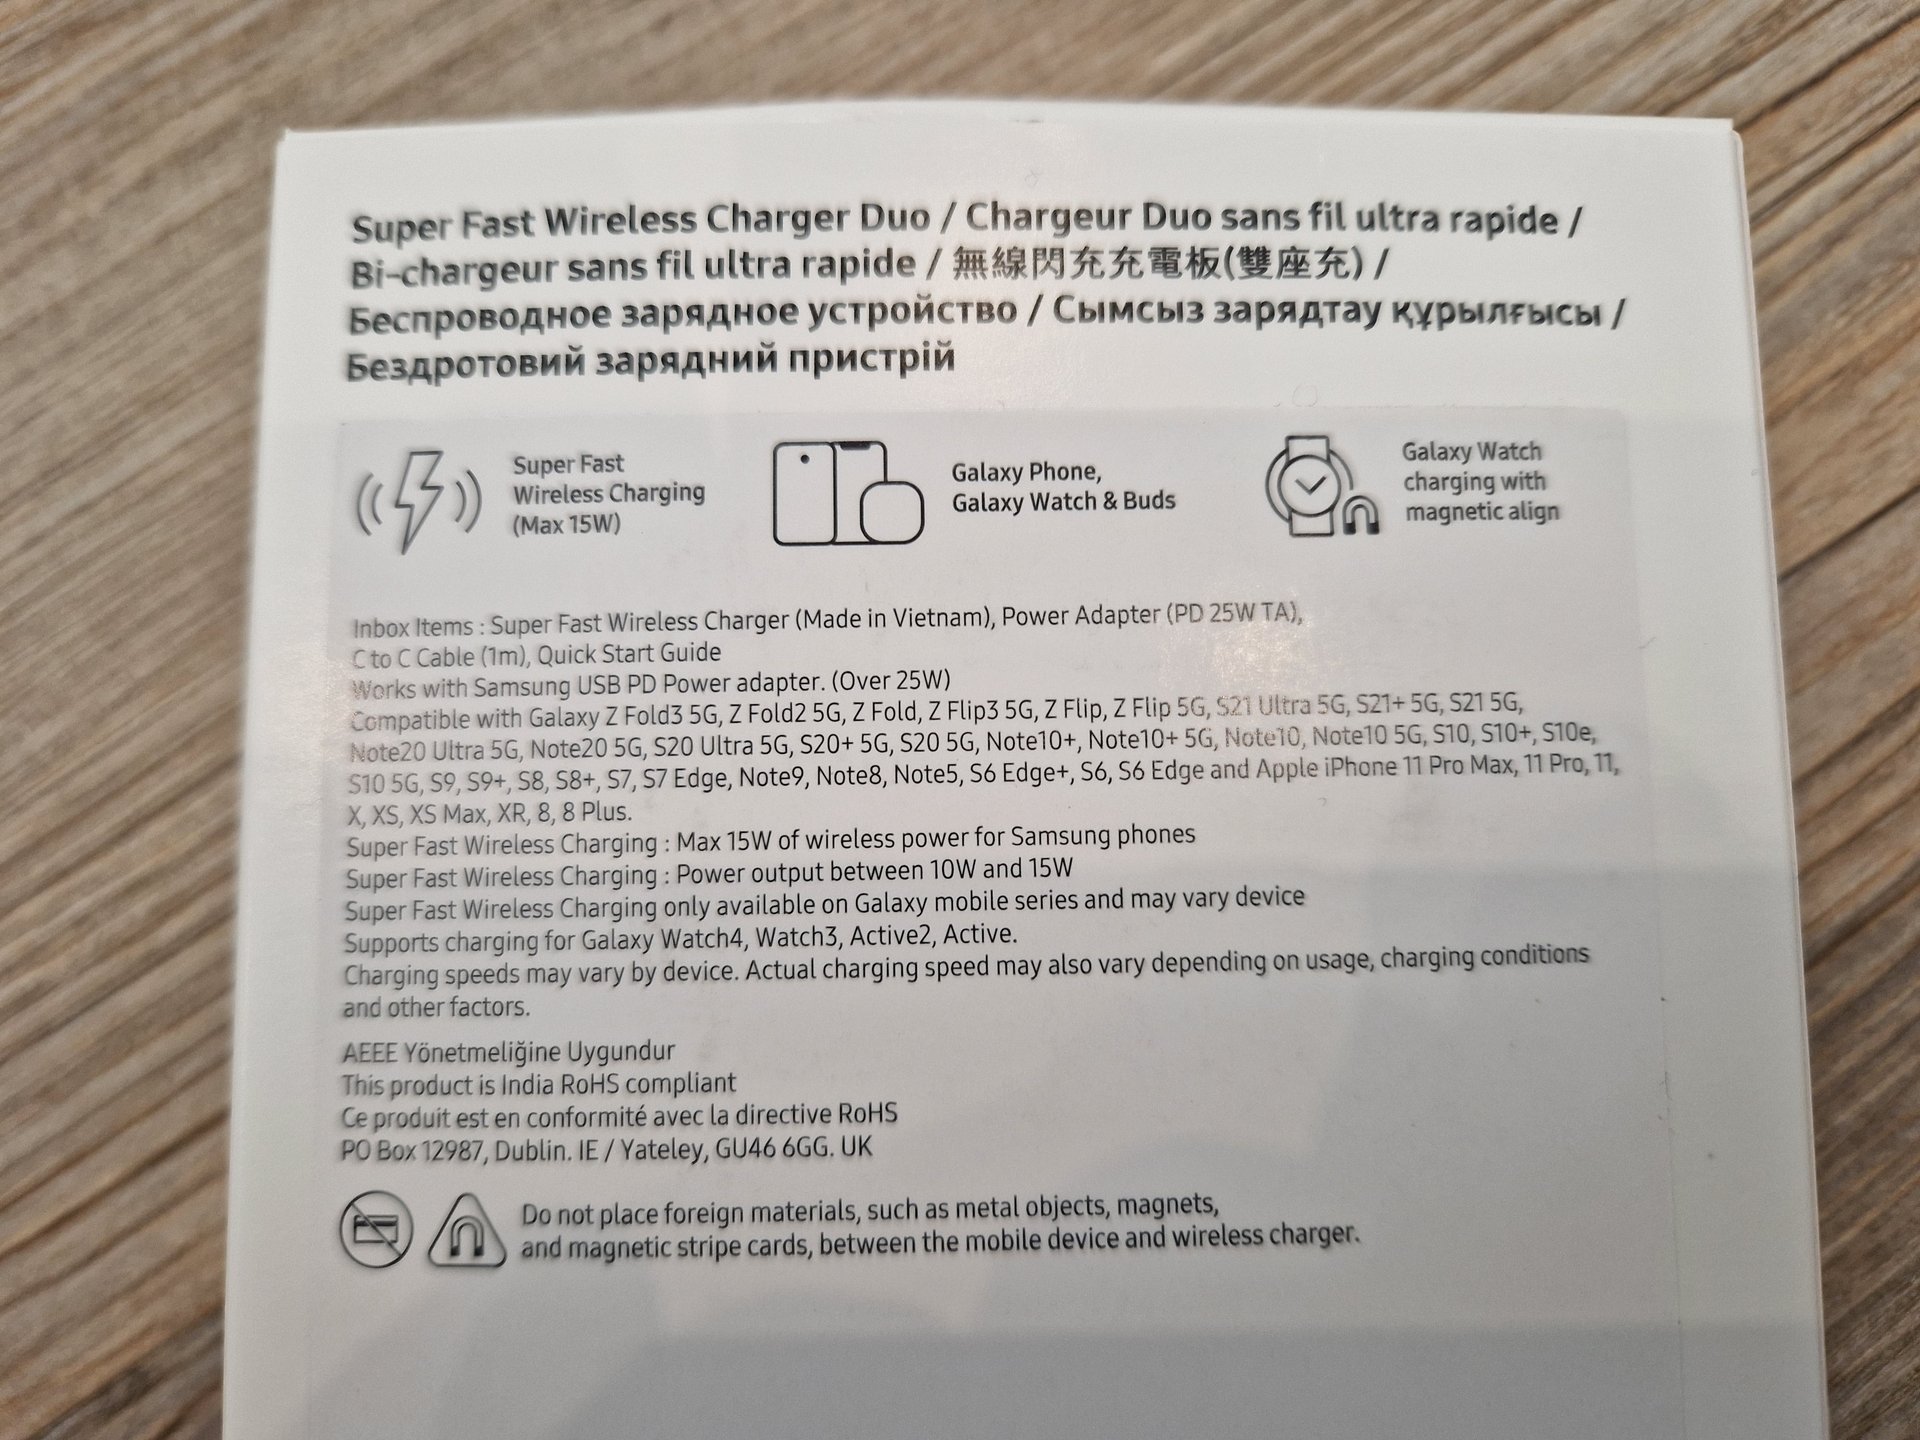 Super Fast Wireless Charger Duo / Chargeur Duo sans fil ultra rapide /
Bi-chargeur sans fil ultra rapide / 無線閃充充電板(雙座充) /
Беспроводное зарядное устройство / Сымсыз зарядтау құрылғысы /
Бездротовий зарядний пристрій
Super Fast
Wireless Charging
(Max 15W)
Galaxy Phone,
Galaxy Watch & Buds
Galaxy Watch
charging with
magnetic align
Inbox Items : Super Fast Wireless Charger (Made in Vietnam), Power Adapter (PD 25W TA),
C to C Cable (1m), Quick Start Guide
Works with Samsung USB PD Power adapter. (Over 25W)
Compatible with Galaxy Z Fold3 5G, Z Fold2 5G, Z Fold, Z Flip3 5G, Z Flip, Z Flip 5G, S21 Ultra 5G, S21+ 5G, S21 5G,
Note20 Ultra 5G, Note20 5G, S20 Ultra 5G, S20+ 5G, S20 5G, Note10+, Note10+ 5G, Note10, Note10 5G, S10, S10+, S10e,
S10 5G, S9, S9+, S8, S8+, S7, S7 Edge, Note9, Note8, Note5, S6 Edge+, S6, S6 Edge and Apple iPhone 11 Pro Max, 11 Pro, 11,
X, XS, XS Max, XR, 8, 8 Plus.
Super Fast Wireless Charging : Max 15W of wireless power for Samsung phones
Super Fast Wireless Charging : Power output between 10W and 15W
Super Fast Wireless Charging only available on Galaxy mobile series and may vary device
Supports charging for Galaxy Watch4, Watch3, Active2, Active.
Charging speeds may vary by device. Actual charging speed may also vary depending on usage, charging conditions
and other factors.
AEEE Yönetmeliğine Uygundur
This product is India RoHS compliant
Ce produit est en conformité avec la directive RoHS
PO Box 12987, Dublin. IE / Yateley, GU46 6GG. UK
Do not place foreign materials, such as metal objects, magnets,
and magnetic stripe cards, between the mobile device and wireless charger.